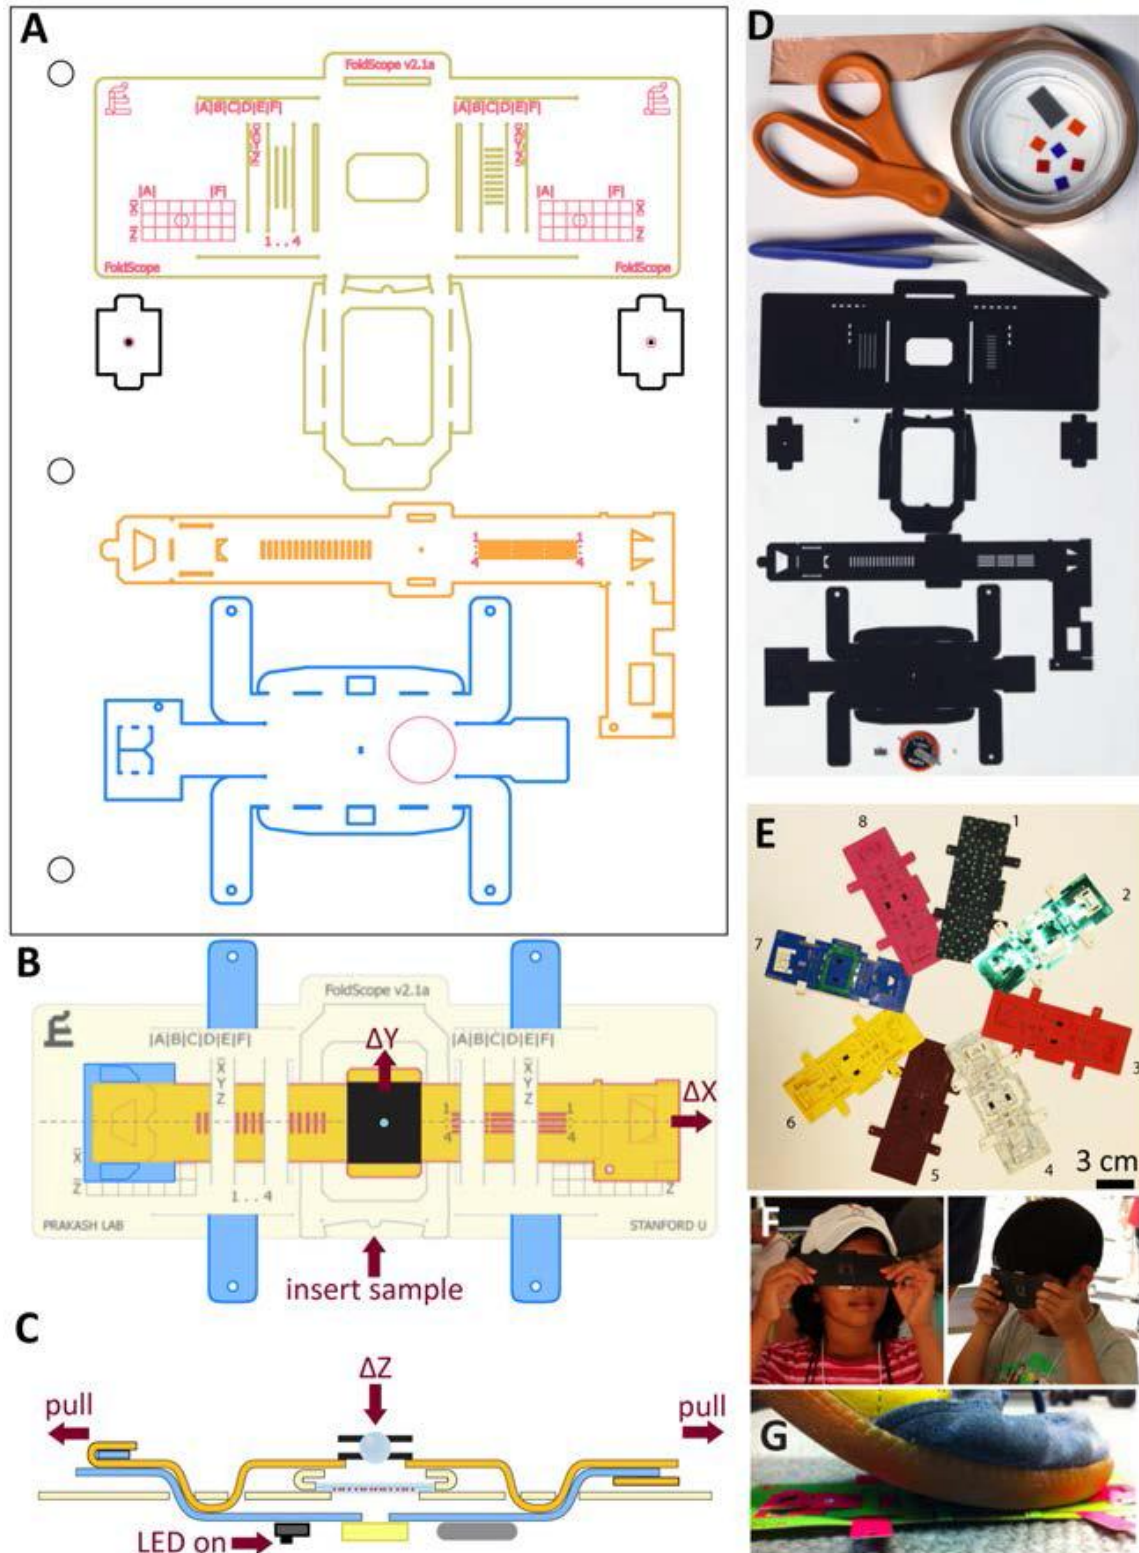 A
FoldScope v2.1a
|A|B|C|D|E|F|
|A|B|C|D|E|F|
|A| |F|
|A| |F|
X
Z
X
Z
1 . . 4
FoldScope
FoldScope
1
4
1
4
B
FoldScope v2.1a
|A|B|C|D|E|F|
|A|B|C|D|E|F|
ΔY
X
Y
Z
X
Y
Z
ΔX
1
4
1
4
X
Z
Z
1 . . 4
PRAKASH LAB
STANFORD U
insert sample
C
ΔZ
pull
pull
LED on
D
E
1
2
3
4
5
6
7
8
3 cm
F
G